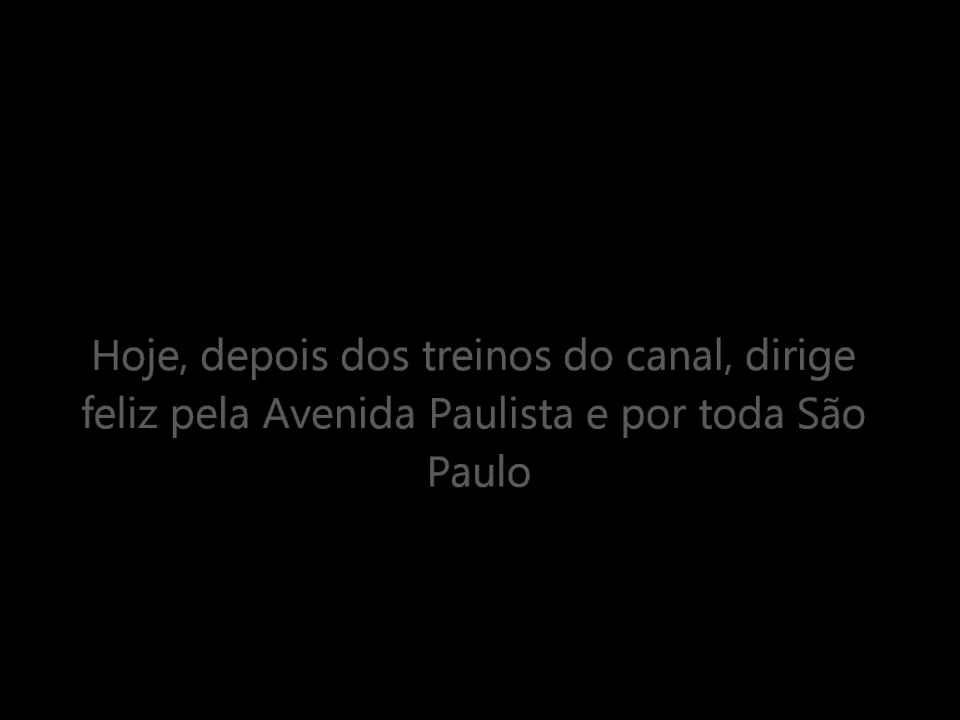 Hoje, depois dos treinos do canal, dirige
feliz pela Avenida Paulista e por toda São
Paulo